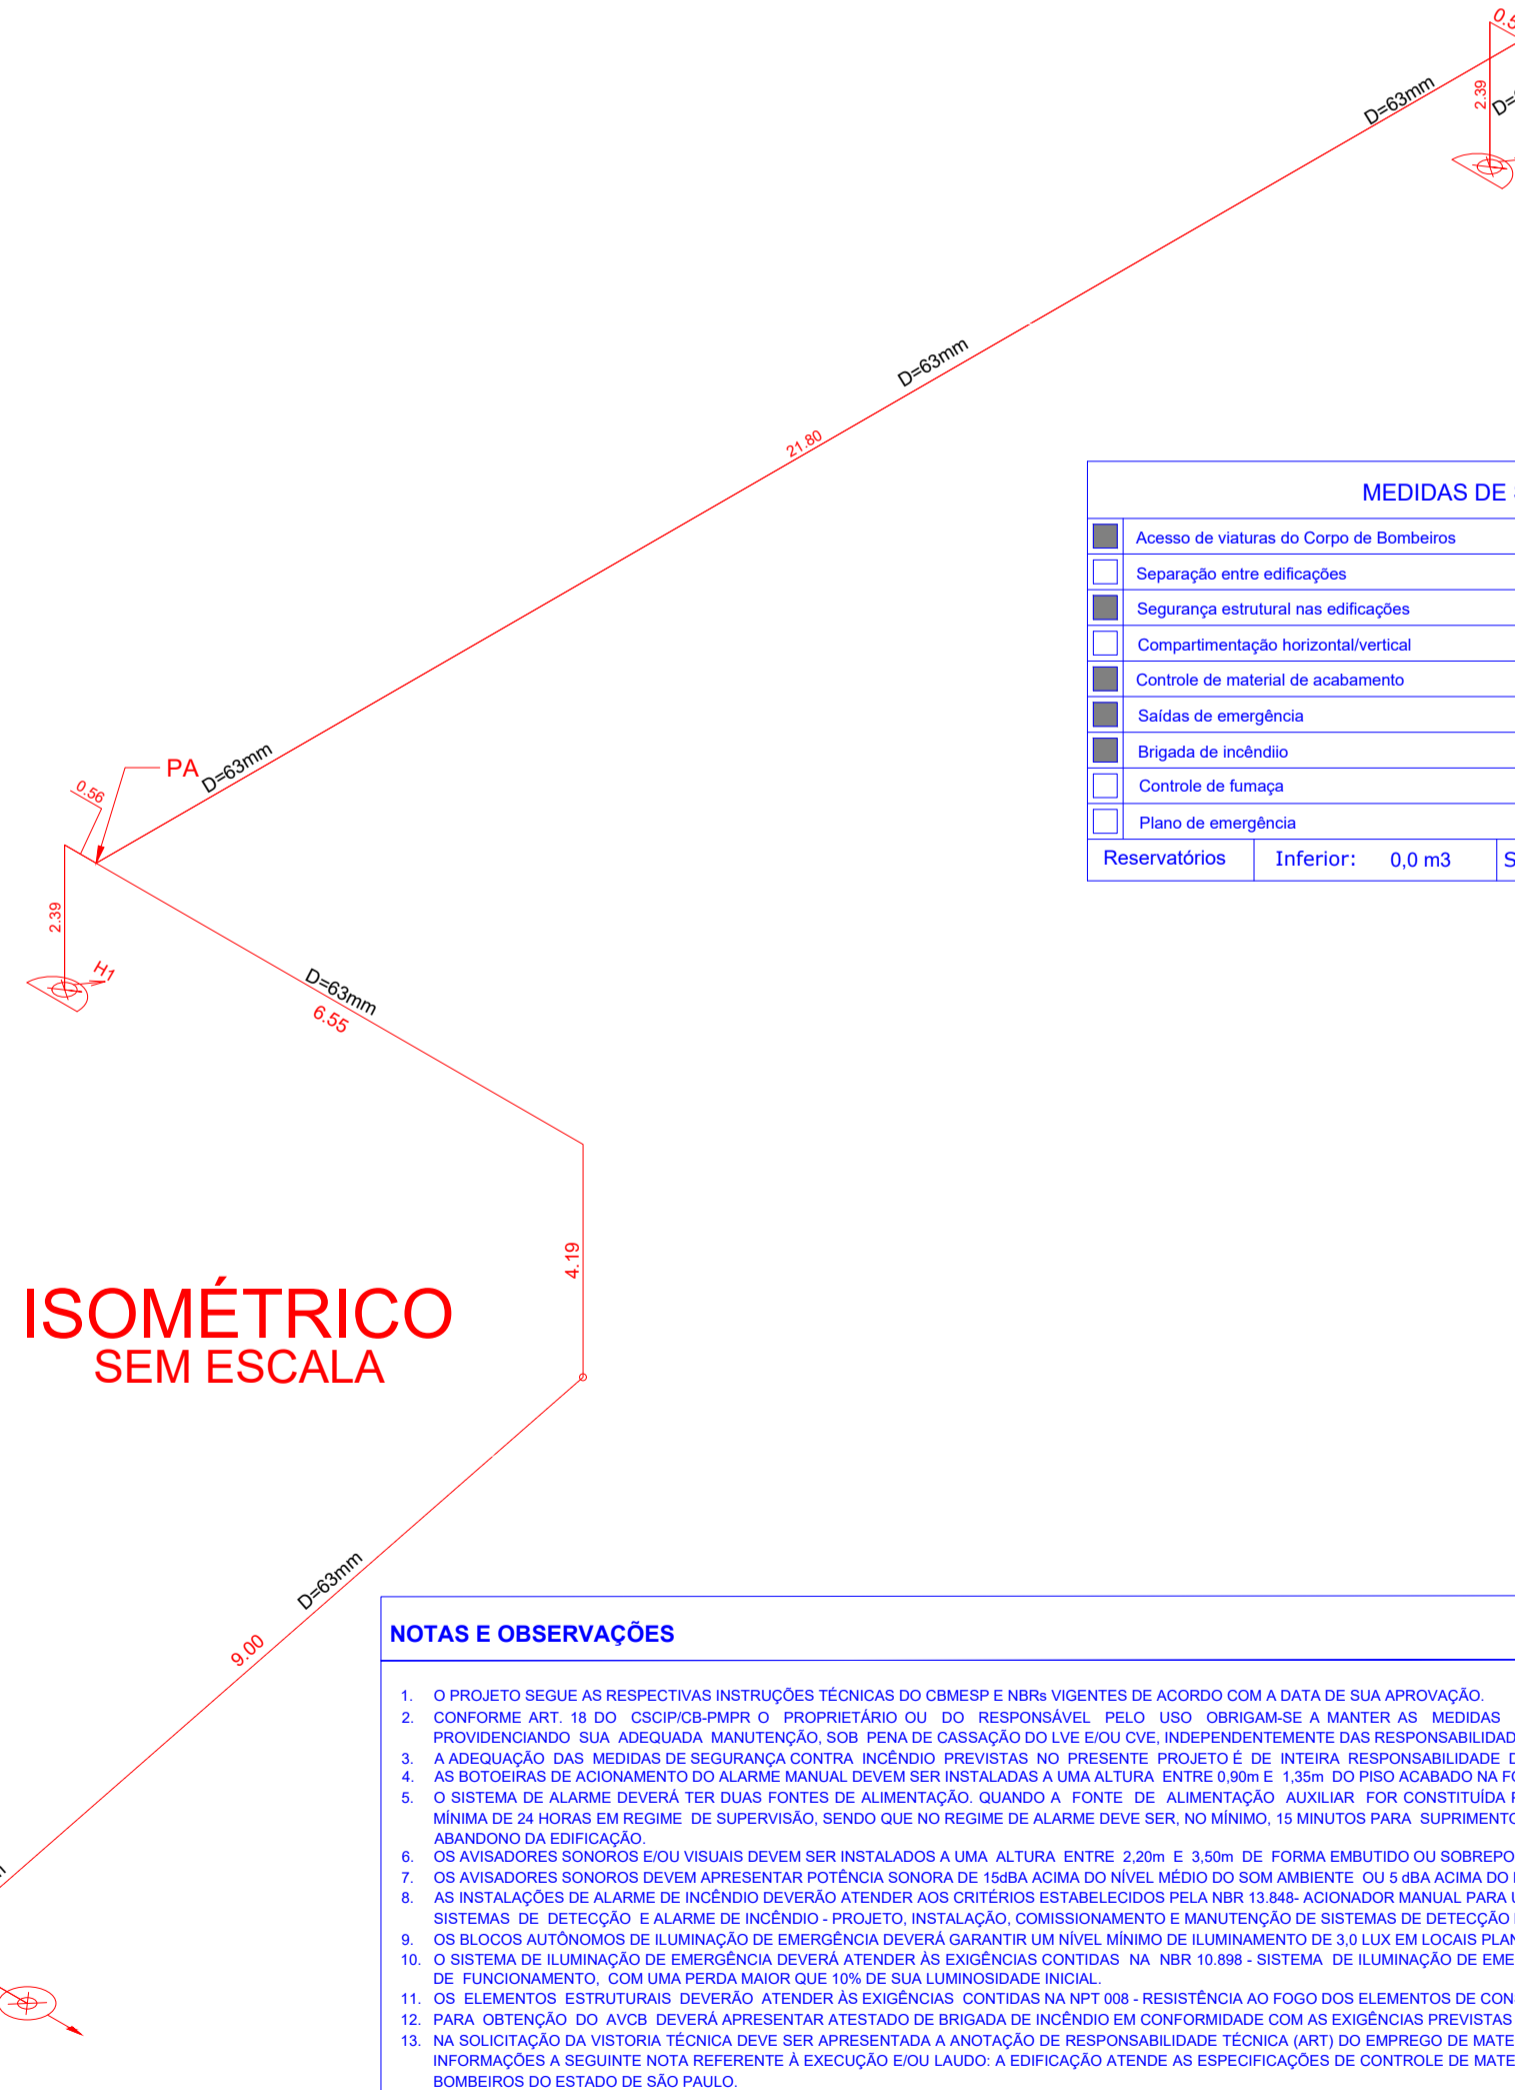 0.5
D=63mm
2.39
D=
D=63mm
21.80
MEDIDAS DE
Acesso de viaturas do Corpo de Bombeiros
Separação entre edificações
Segurança estrutural nas edificações
Compartimentação horizontal/vertical
Controle de material de acabamento
Saídas de emergência
Brigada de incêndiio
Controle de fumaça
Plano de emergência
Reservatórios Inferior: 0,0 m3 S
PA
D=63mm
0.56
2.39
H1
D=63mm
6.55
4.19
ISOMÉTRICO
SEM ESCALA
D=63mm
9.00
NOTAS E OBSERVAÇÕES
1. O PROJETO SEGUE AS RESPECTIVAS INSTRUÇÕES TÉCNICAS DO CBMESP E NBRs VIGENTES DE ACORDO COM A DATA DE SUA APROVAÇÃO.
2. CONFORME ART. 18 DO CSCIP/CB-PMPR O PROPRIETÁRIO OU DO RESPONSÁVEL PELO USO OBRIGAM-SE A MANTER AS MEDIDAS
PROVIDENCIANDO SUA ADEQUADA MANUTENÇÃO, SOB PENA DE CASSAÇÃO DO LVE E/OU CVE, INDEPENDENTEMENTE DAS RESPONSABILIDAD
3. A ADEQUAÇÃO DAS MEDIDAS DE SEGURANÇA CONTRA INCÊNDIO PREVISTAS NO PRESENTE PROJETO É DE INTEIRA RESPONSABILIDADE D
4. AS BOTOEIRAS DE ACIONAMENTO DO ALARME MANUAL DEVEM SER INSTALADAS A UMA ALTURA ENTRE 0,90m E 1,35m DO PISO ACABADO NA FO
5. O SISTEMA DE ALARME DEVERÁ TER DUAS FONTES DE ALIMENTAÇÃO. QUANDO A FONTE DE ALIMENTAÇÃO AUXILIAR FOR CONSTITUÍDA
MÍNIMA DE 24 HORAS EM REGIME DE SUPERVISÃO, SENDO QUE NO REGIME DE ALARME DEVE SER, NO MÍNIMO, 15 MINUTOS PARA SUPRIMENTO
ABANDONO DA EDIFICAÇÃO.
6. OS AVISADORES SONOROS E/OU VISUAIS DEVEM SER INSTALADOS A UMA ALTURA ENTRE 2,20m E 3,50m DE FORMA EMBUTIDO OU SOBREPO
7. OS AVISADORES SONOROS DEVEM APRESENTAR POTÊNCIA SONORA DE 15dBA ACIMA DO NÍVEL MÉDIO DO SOM AMBIENTE OU 5 dBA ACIMA DO
8. AS INSTALAÇÕES DE ALARME DE INCÊNDIO DEVERÃO ATENDER AOS CRITÉRIOS ESTABELECIDOS PELA NBR 13.848- ACIONADOR MANUAL PARA
SISTEMAS DE DETECÇÃO E ALARME DE INCÊNDIO - PROJETO, INSTALAÇÃO, COMISSIONAMENTO E MANUTENÇÃO DE SISTEMAS DE DETECÇÃO
9. OS BLOCOS AUTÔNOMOS DE ILUMINAÇÃO DE EMERGÊNCIA DEVERÁ GARANTIR UM NÍVEL MÍNIMO DE ILUMINAMENTO DE 3,0 LUX EM LOCAIS PLAN
10. O SISTEMA DE ILUMINAÇÃO DE EMERGÊNCIA DEVERÁ ATENDER ÀS EXIGÊNCIAS CONTIDAS NA NBR 10.898 - SISTEMA DE ILUMINAÇÃO DE EME
DE FUNCIONAMENTO, COM UMA PERDA MAIOR QUE 10% DE SUA LUMINOSIDADE INICIAL.
11. OS ELEMENTOS ESTRUTURAIS DEVERÃO ATENDER ÀS EXIGÊNCIAS CONTIDAS NA NPT 008 - RESISTÊNCIA AO FOGO DOS ELEMENTOS DE CON
12. PARA OBTENÇÃO DO AVCB DEVERÁ APRESENTAR ATESTADO DE BRIGADA DE INCÊNDIO EM CONFORMIDADE COM AS EXIGÊNCIAS PREVISTAS
13. NA SOLICITAÇÃO DA VISTORIA TÉCNICA DEVE SER APRESENTADA A ANOTAÇÃO DE RESPONSABILIDADE TÉCNICA (ART) DO EMPREGO DE MATE
INFORMAÇÕES A SEGUINTE NOTA REFERENTE À EXECUÇÃO E/OU LAUDO: A EDIFICAÇÃO ATENDE AS ESPECIFICAÇÕES DE CONTROLE DE MATE
BOMBEIROS DO ESTADO DE SÃO PAULO.